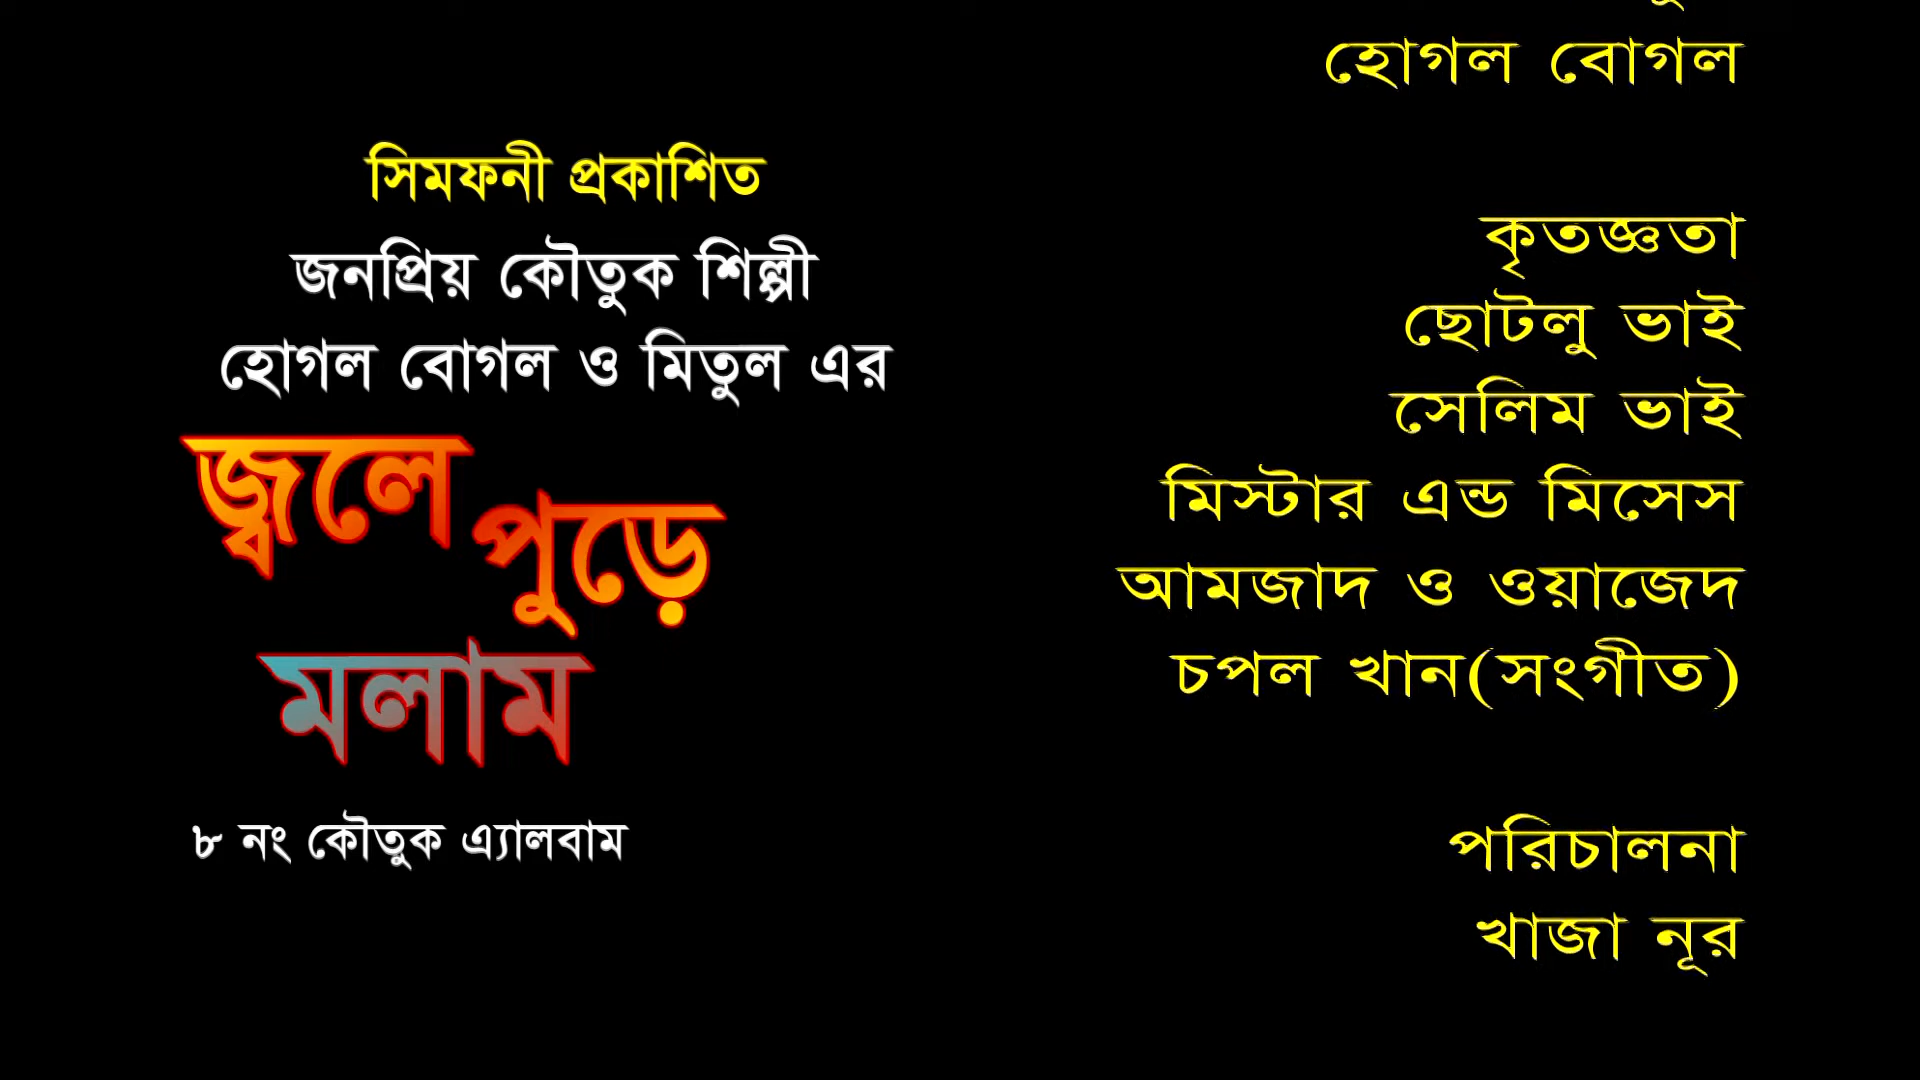 সিমফনী প্রকাশিত
জনপ্রিয় কৌতুক শিল্পী
হোগল বোগল ও মিতুল এর
জ্বলে
পুড়ে
মলাম
৮ নং কৌতুক এ্যালবাম
হোগল বোগল
কৃতজ্ঞতা
ছোটলু ভাই
সেলিম ভাই
মিস্টার এন্ড মিসেস
আমজাদ ও ওয়াজেদ
চপল খান(সংগীত)
পরিচালনা
খাজা নূর